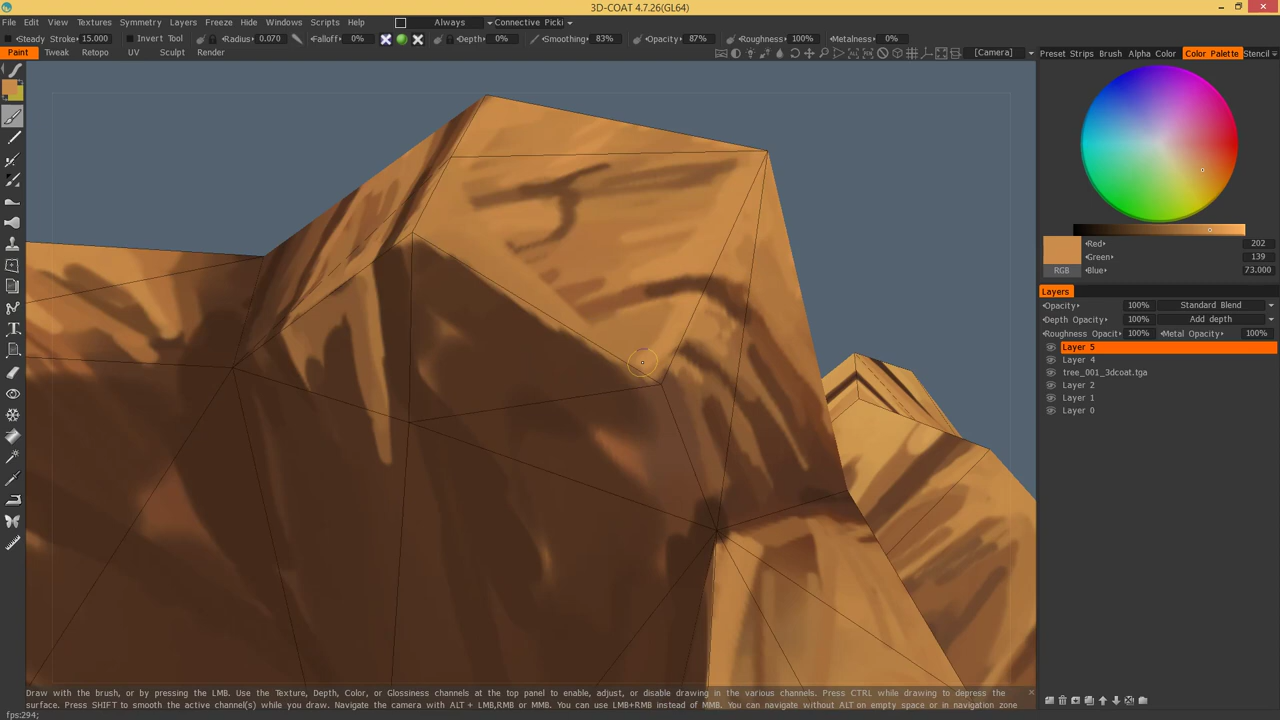 3D-COAT 4.7.26(GL64)
File Edit View Textures Symmetry Layers Freeze Hide Windows Scripts Help Always Connective Picki
Steady Stroke 15.000 Invert Tool Radius 0.070 Falloff 0% Depth: 0% Smoothing: 83% Opacity: 87% Roughness: 100% Metalness: 0%
Paint Tweak Retopo UV Sculpt Render [Camera] Preset Strips Brush Alpha Color Color Palette Stencil
Red: 202
Green: 139
RGB Blue: 73.000
Layers
Opacity: 100% Standard Blend
Depth Opacity: 100% Add depth
Roughness Opacit 100% Metal Opacity: 100%
Layer 5
Layer 4
tree_001_3dcoat.tga
Layer 2
Layer 1
Layer 0
Draw with the brush, or by pressing the LMB. Use the Texture, Depth, Color, or Glossiness channels at the top panel to enable, adjust, or disable drawing in the various channels. Press CTRL while drawing to depress the
surface. Press SHIFT to smooth the active channel(s) while you draw. Navigate the camera with ALT + LMB,RMB or MMB. You can use LMB+RMB instead of MMB. You can navigate without ALT on empty space or in navigation zone
fps:294;